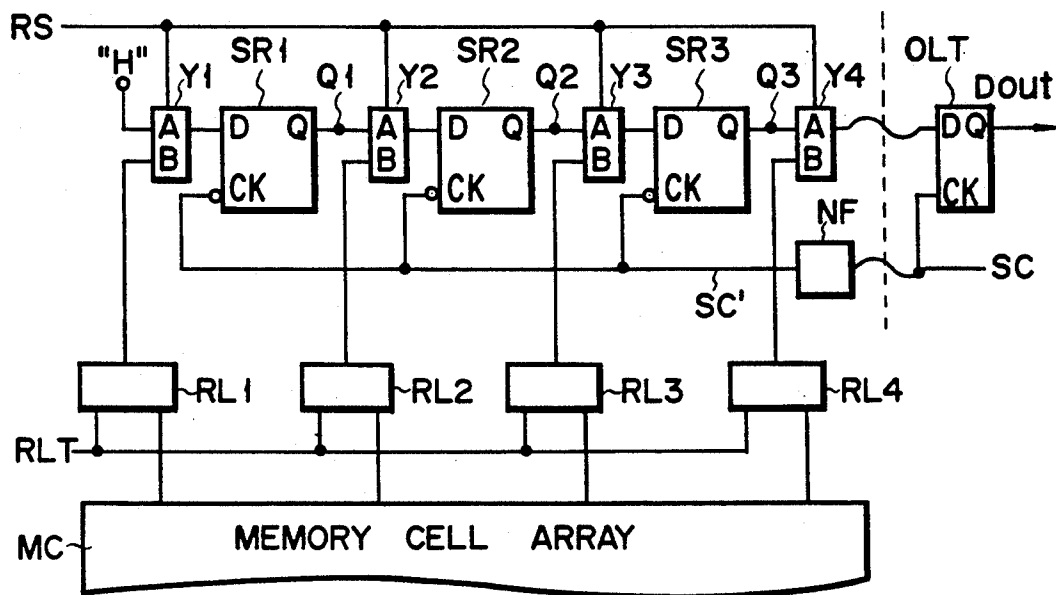 RS
"H" Y1 SR1 Q1 Y2 SR2 Q2 Y3 SR3 Q3 Y4 OLT Dout
A D Q A D Q A D Q A D Q
B CK B CK B CK B CK
NF
SC' SC
RL1 RL2 RL3 RL4
RLT
MC MEMORY CELL ARRAY